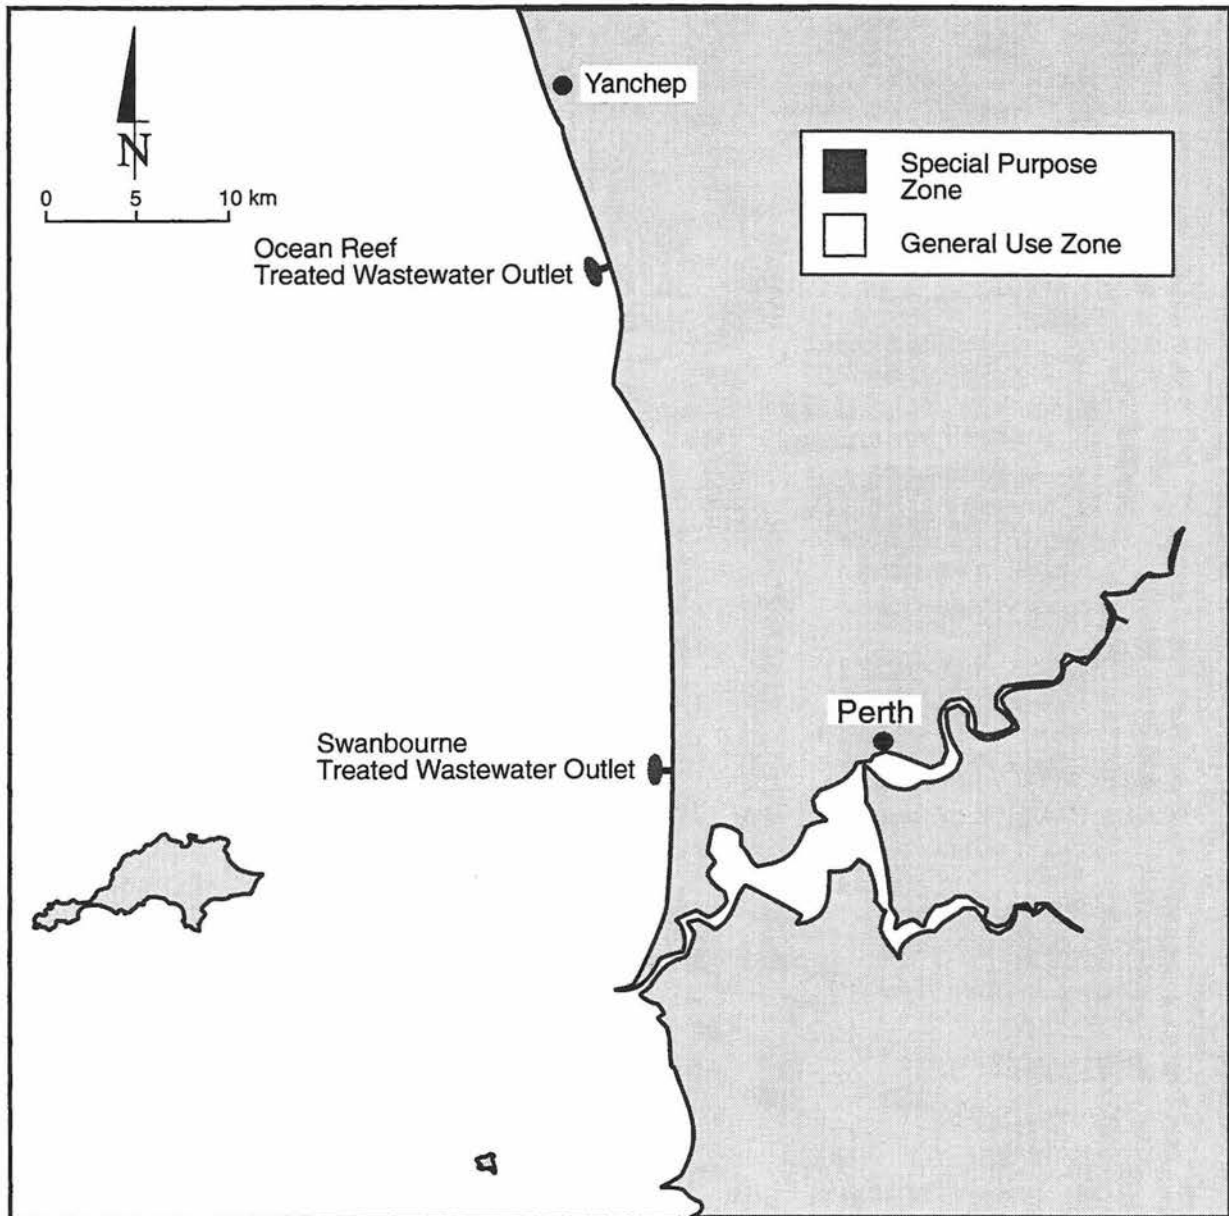 Yanchep
Special Purpose
Zone
General Use Zone
N
0 5 10 km
Ocean Reef
Treated Wastewater Outlet
Perth
Swanbourne
Treated Wastewater Outlet